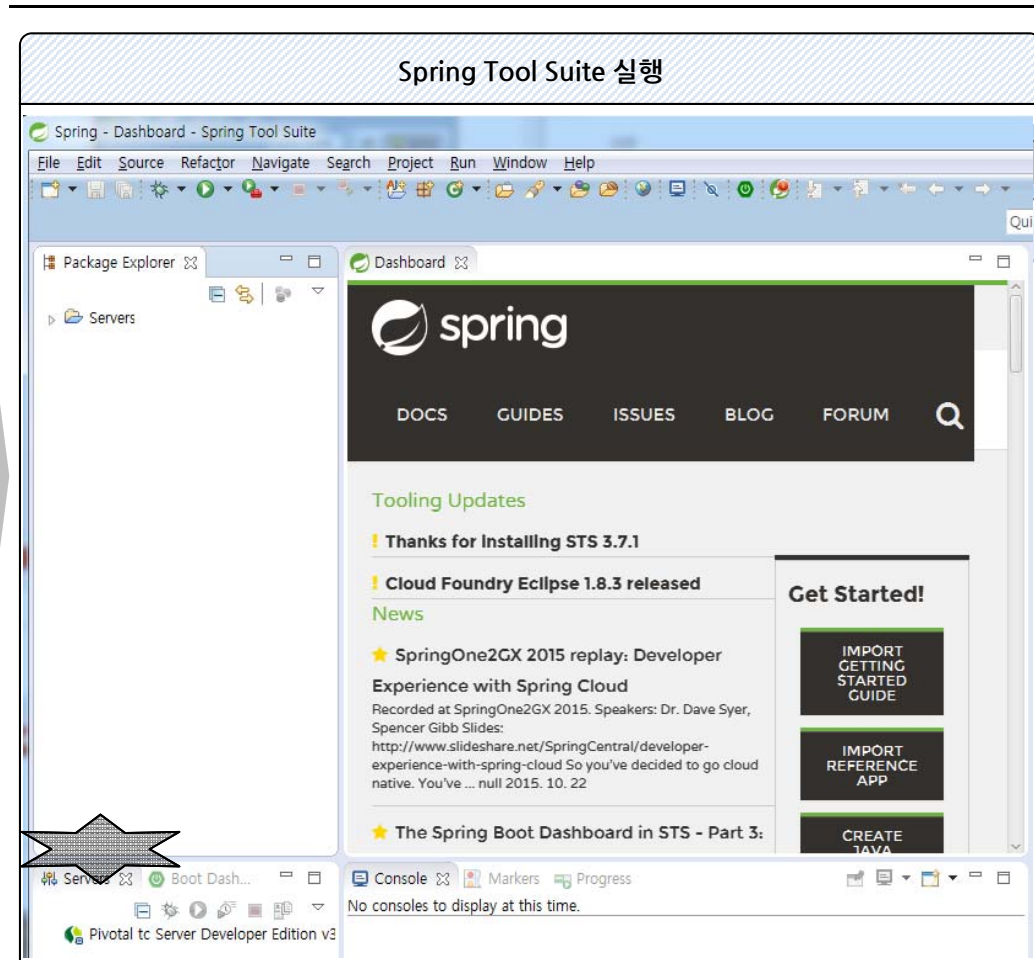 Spring Tool Suite 실행
Spring - Dashboard - Spring Tool Suite
File Edit Source Refactor Navigate Search Project Run Window Help
Qui
Package Explorer
Dashboard
Servers
spring
DOCS GUIDES ISSUES BLOG FORUM
Tooling Updates
! Thanks for installing STS 3.7.1
! Cloud Foundry Eclipse 1.8.3 released
News
SpringOne2GX 2015 replay: Developer
Experience with Spring Cloud
Recorded at SpringOne2GX 2015. Speakers: Dr. Dave Syer,
Spencer Gibb Slides:
http://www.slideshare.net/SpringCentral/developer-
experience-with-spring-cloud So you've decided to go cloud
native. You've ... null 2015. 10. 22
The Spring Boot Dashboard in STS - Part 3:
Get Started!
IMPORT
GETTING
STARTED
GUIDE
IMPORT
REFERENCE
APP
CREATE
JAVA
Servers
Boot Dash...
Console
Markers
Progress
No consoles to display at this time.
Pivotal tc Server Developer Edition v3